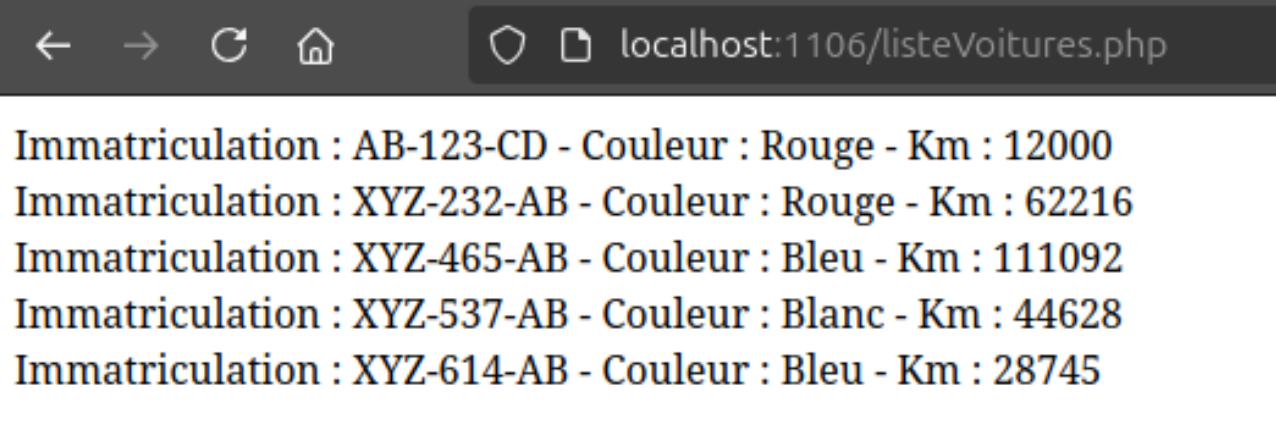 localhost:1106/listeVoitures.php
Immatriculation : AB-123-CD - Couleur : Rouge - Km : 12000
Immatriculation : XYZ-232-AB - Couleur : Rouge - Km : 62216
Immatriculation : XYZ-465-AB - Couleur : Bleu - Km : 111092
Immatriculation : XYZ-537-AB - Couleur : Blanc - Km : 44628
Immatriculation : XYZ-614-AB - Couleur : Bleu - Km : 28745